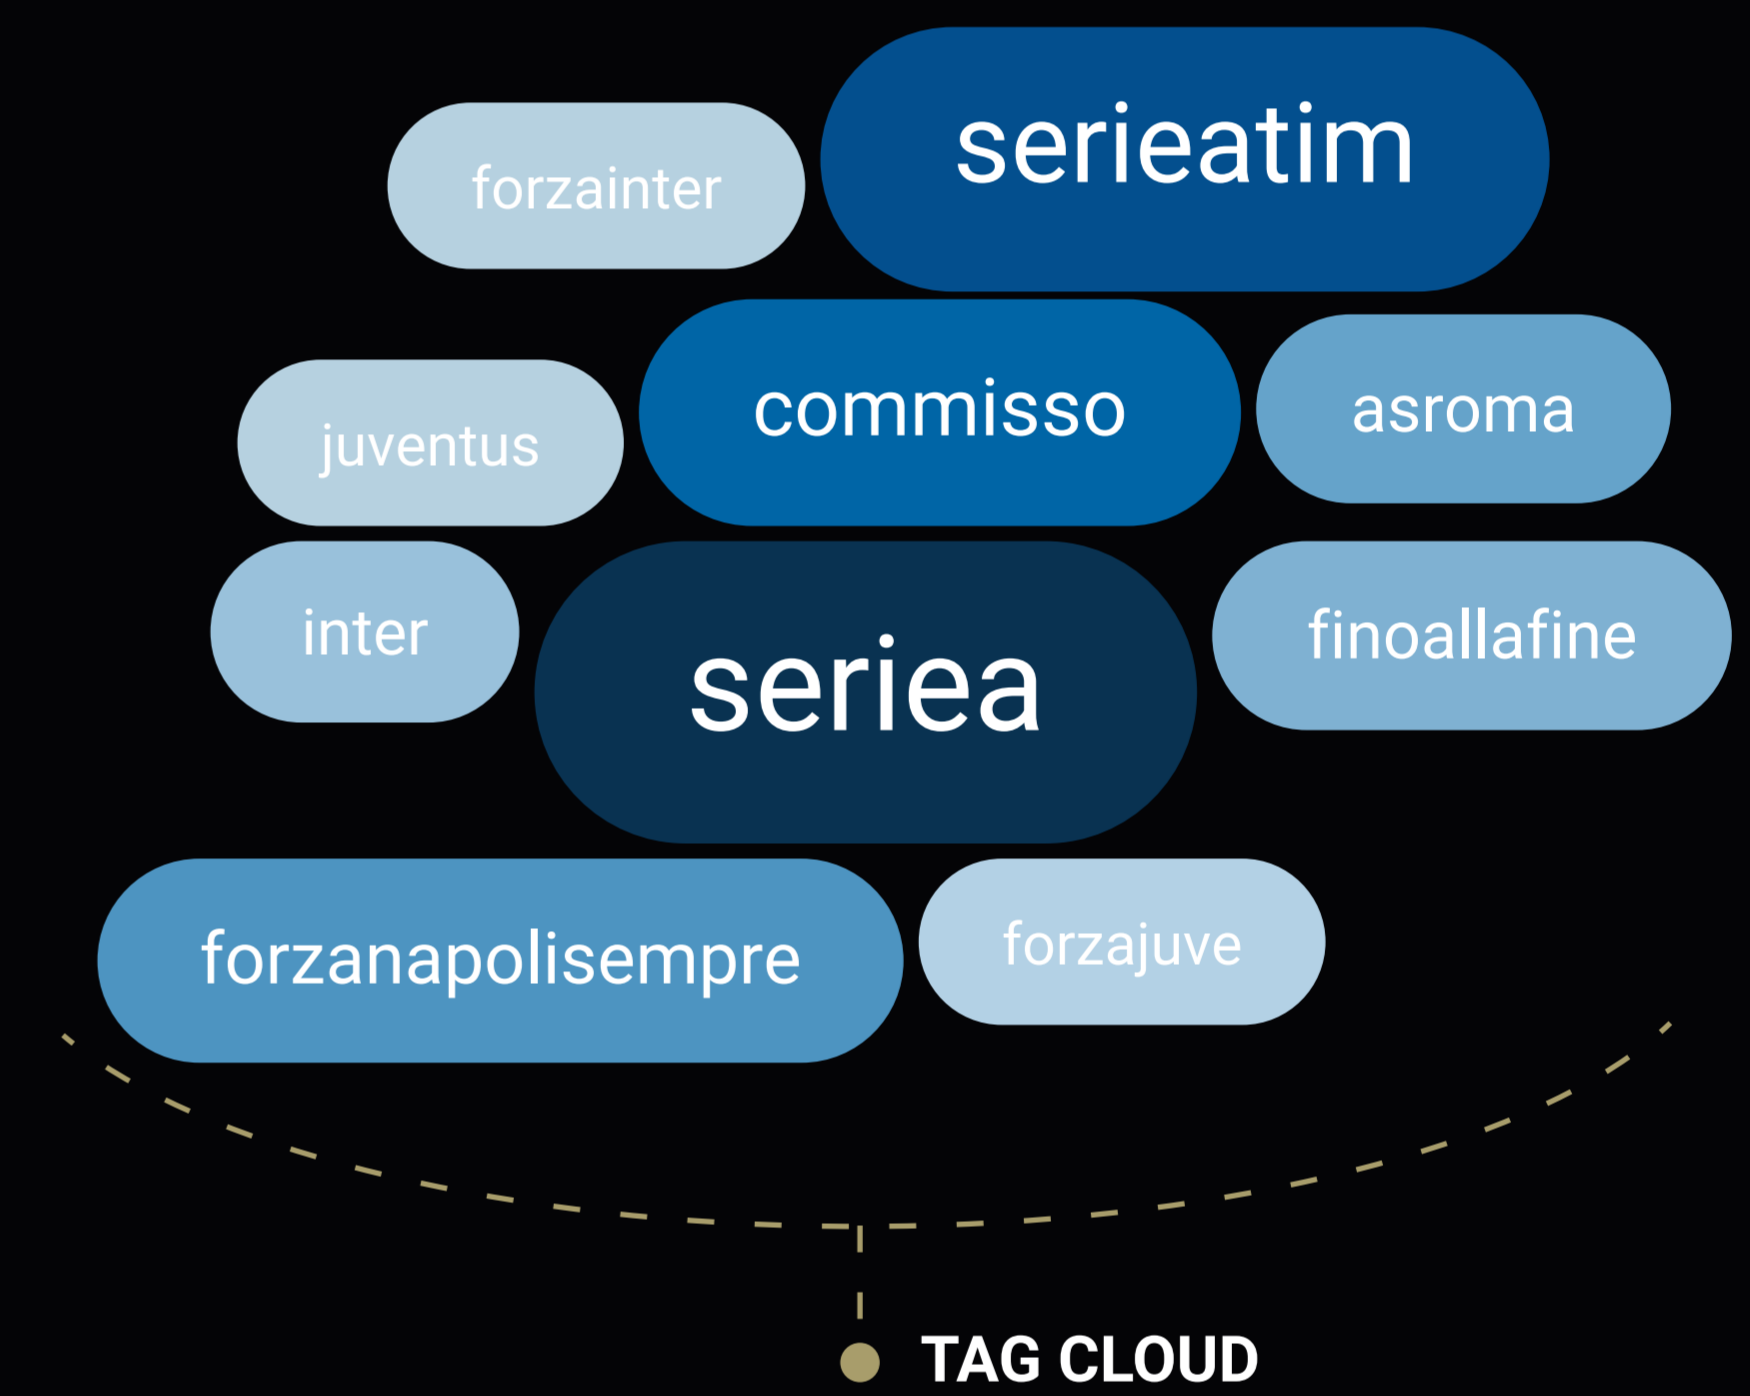 serieatim
forzainter
commisso
asroma
juventus
inter
seriea
finoallafine
forzanapolisempre
forzajuve
TAG CLOUD